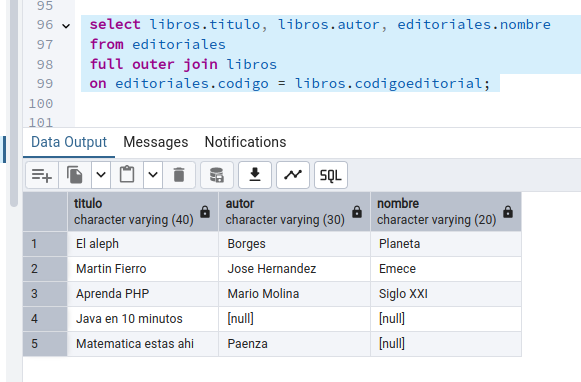 95
96 select libros.titulo, libros.autor, editoriales.nombre
97 from editoriales
98 full outer join libros
99 on editoriales.codigo = libros.codigoeditorial;
100
101
Data Output Messages Notifications
SQL
titulo autor nombre
character varying (40) character varying (30) character varying (20)
1 El aleph Borges Planeta
2 Martin Fierro Jose Hernandez Emece
3 Aprenda PHP Mario Molina Siglo XXI
4 Java en 10 minutos [null] [null]
5 Matematica estas ahi Paenza [null]